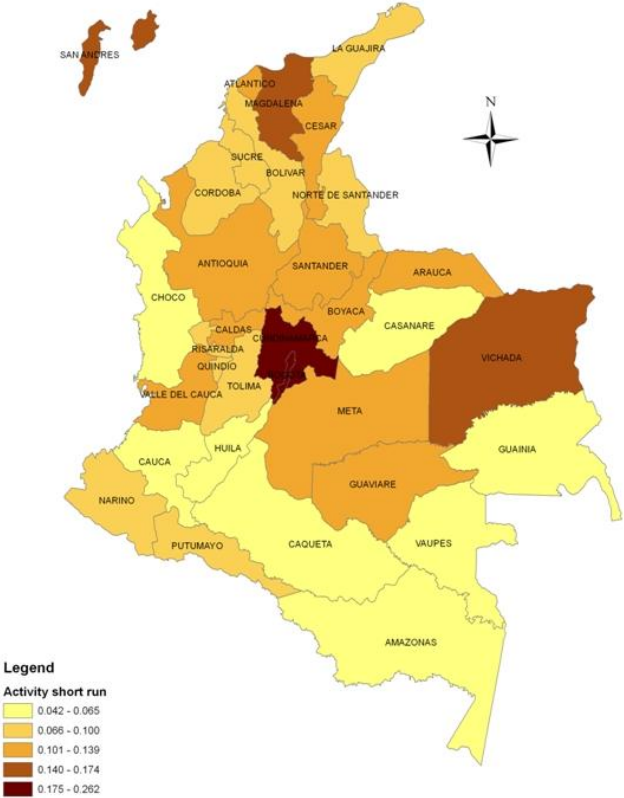 SAN ANDRES
LA GUAJIRA
ATLANTICO
MAGDALENA
CESAR
N
SUCRE
BOLIVAR
CORDOBA
NORTE DE SANTANDER
ANTIOQUIA
SANTANDER
ARAUCA
CHOCO
BOYACA
CASANARE
CALDAS
CUNDINAMARCA
RISARALDA
VICHADA
QUINDIO
TOLIMA
VALLE DEL CAUCA
META
HUILA
GUAINIA
CAUCA
GUAVIARE
NARINO
PUTUMAYO
CAQUETA
VAUPES
AMAZONAS
Legend
Activity short run
0.042 - 0.065
0.066 - 0.100
0.101 - 0.139
0.140 - 0.174
0.175 - 0.262